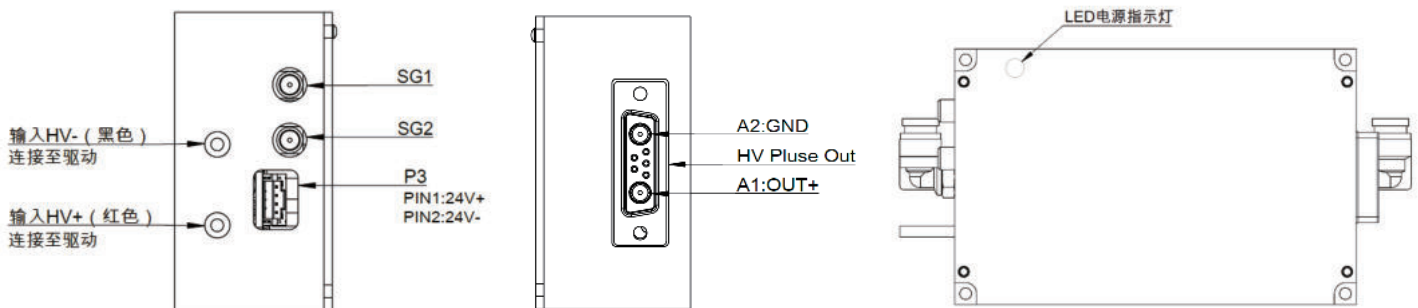 SG1
SG2
输入HV-（黑色）
连接至驱动
P3
PIN1:24V+
PIN2:24V-
输入HV+（红色）
连接至驱动
A2:GND
HV Pluse Out
A1:OUT+
LED电源指示灯